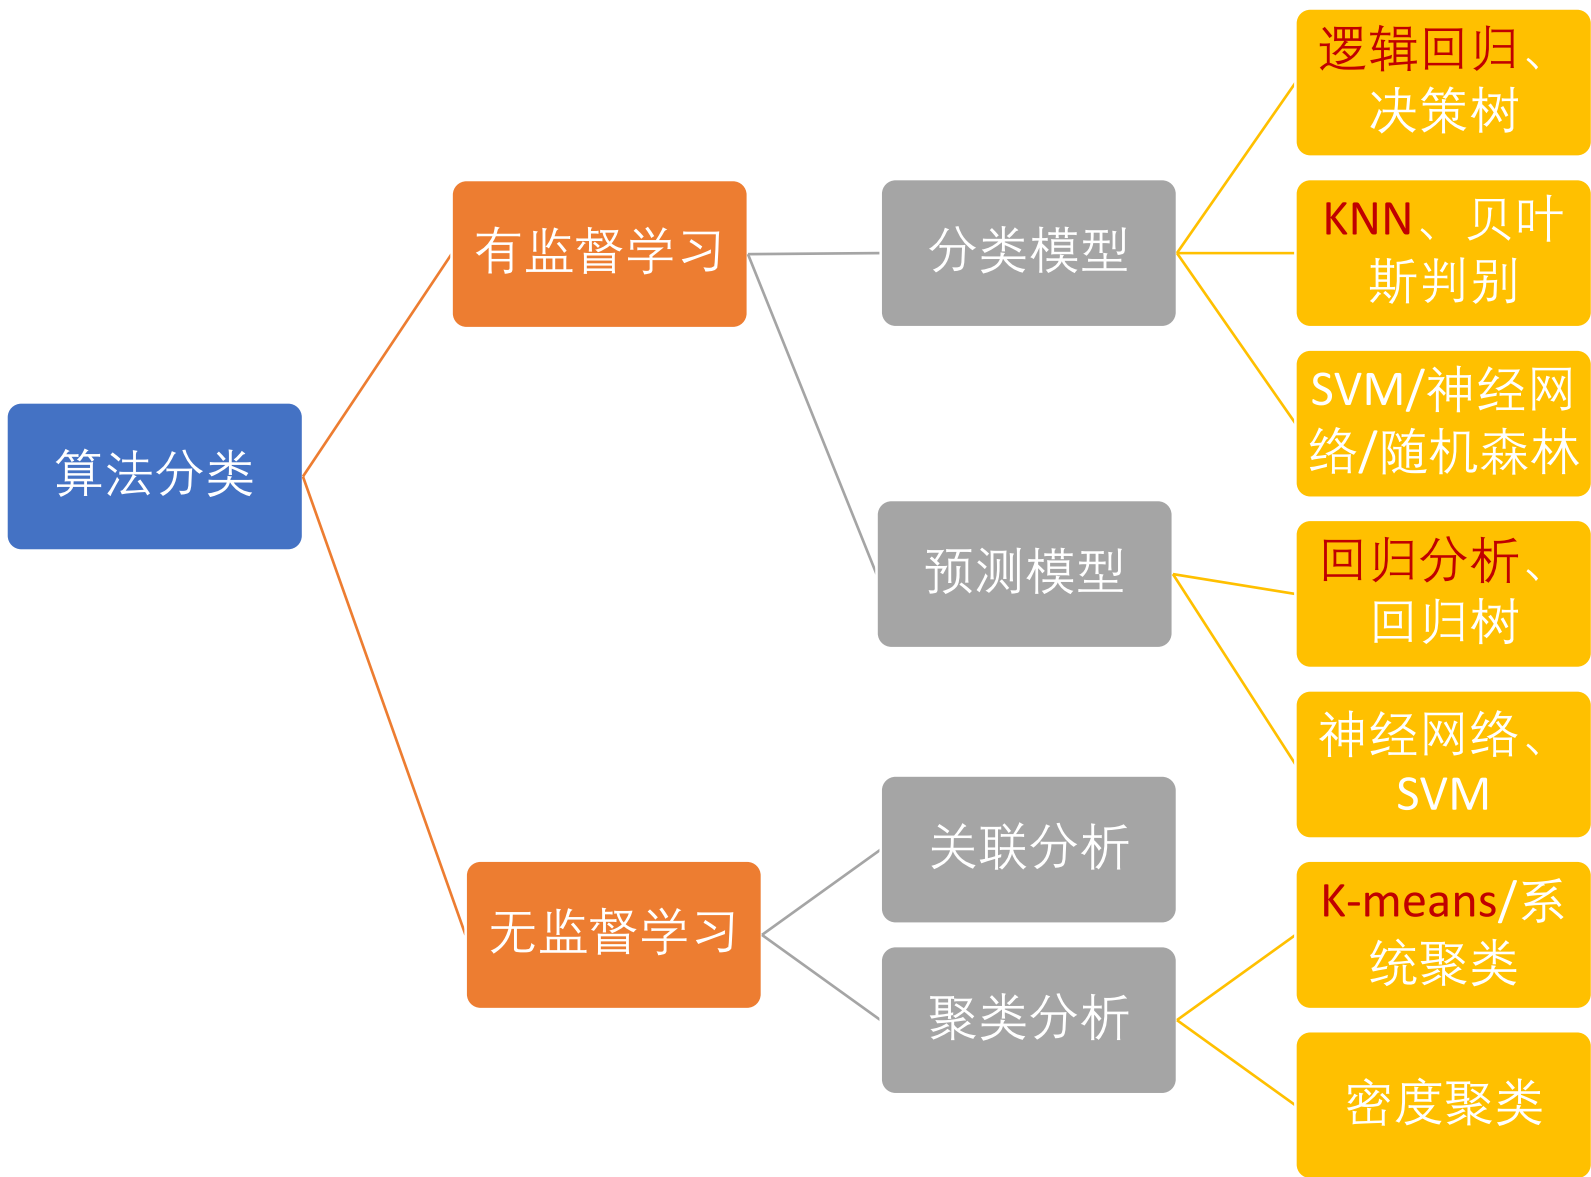 算法分类
有监督学习
无监督学习
分类模型
预测模型
关联分析
聚类分析
逻辑回归、
决策树
KNN、贝叶
斯判别
SVM/神经网
络/随机森林
回归分析、
回归树
神经网络、
SVM
K-means/系
统聚类
密度聚类